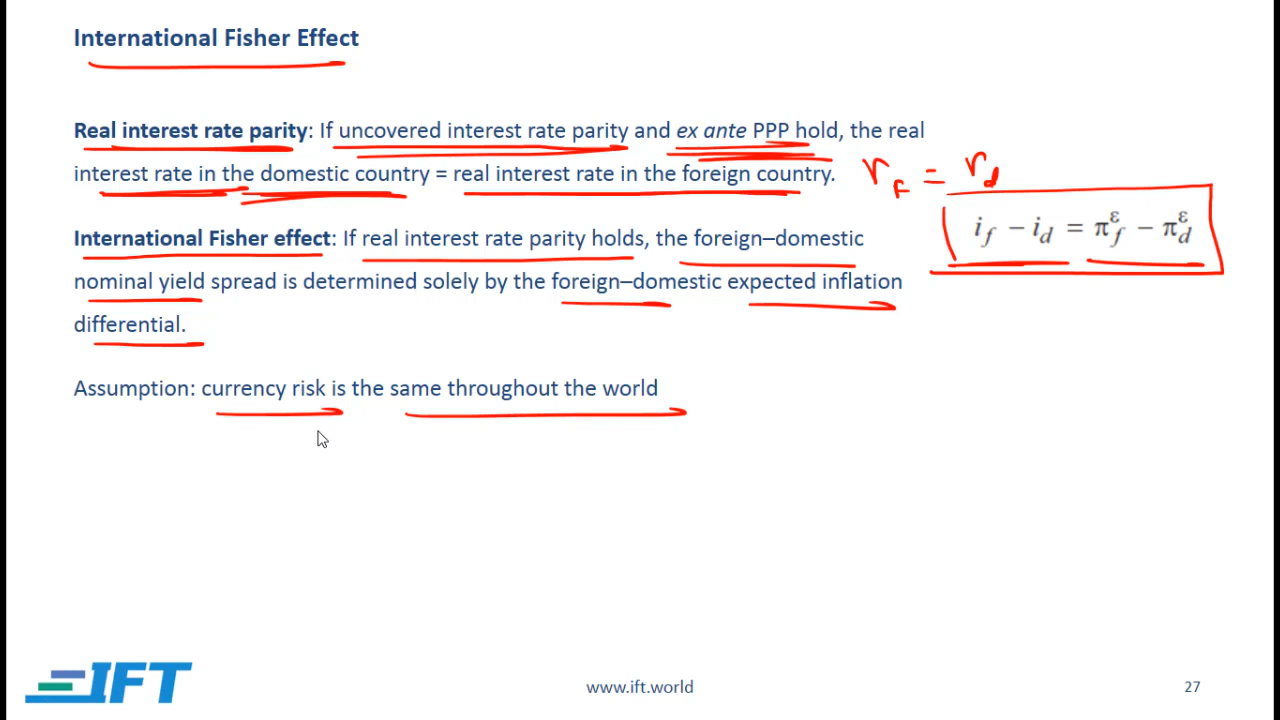 International Fisher Effect
Real interest rate parity: If uncovered interest rate parity and ex ante PPP hold, the real
interest rate in the domestic country = real interest rate in the foreign country.
r_f = r_d
International Fisher effect: If real interest rate parity holds, the foreign–domestic
nominal yield spread is determined solely by the foreign–domestic expected inflation
differential.
i_f − i_d = π_f^ε − π_d^ε
Assumption: currency risk is the same throughout the world
IFT
www.ift.world
27